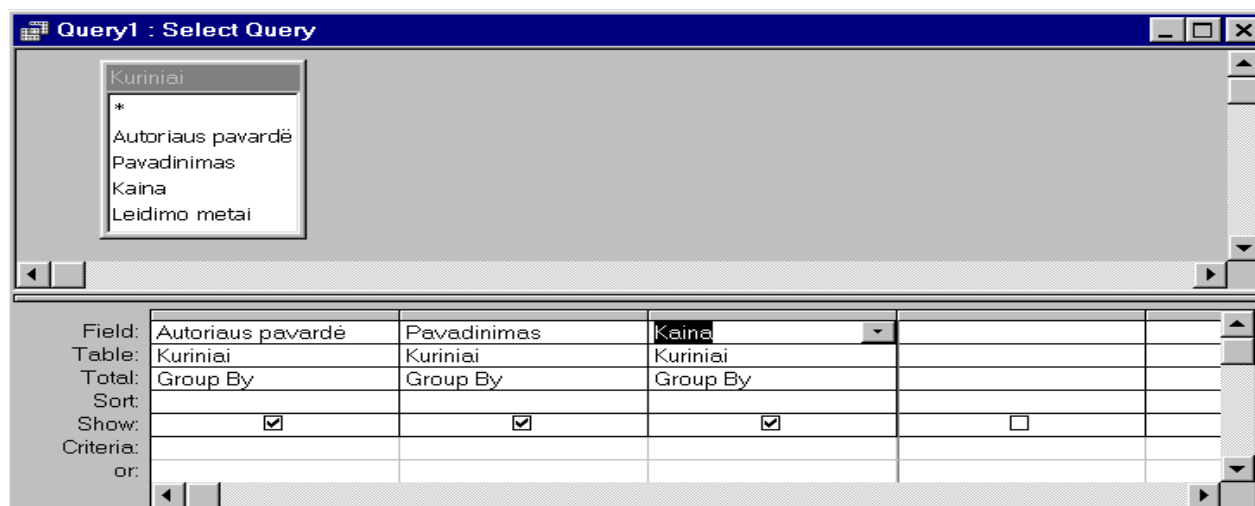 Query1 : Select Query
Kuriniai
*
Autoriaus pavardë
Pavadinimas
Kaina
Leidimo metai
Field: Autoriaus pavardė Pavadinimas Kaina
Table: Kuriniai Kuriniai Kuriniai
Total: Group By Group By Group By
Sort:
Show:
Criteria:
or: